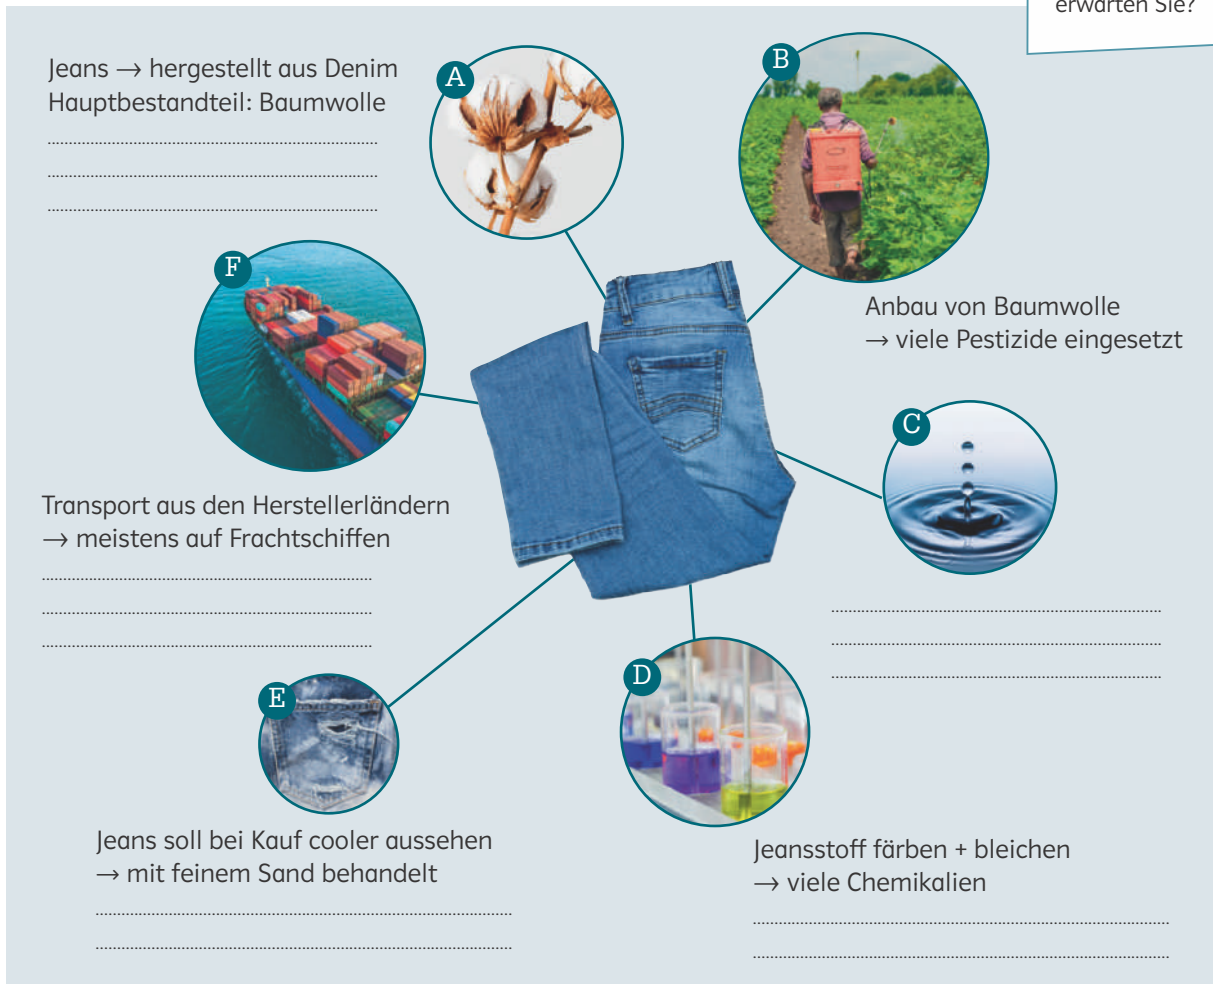 erwarten Sie?
Jeans → hergestellt aus Denim
Hauptbestandteil: Baumwolle
A
B
Anbau von Baumwolle
→ viele Pestizide eingesetzt
F
Transport aus den Herstellerländern
→ meistens auf Frachtschiffen
C
E
Jeans soll bei Kauf cooler aussehen
→ mit feinem Sand behandelt
D
Jeansstoff färben + bleichen
→ viele Chemikalien